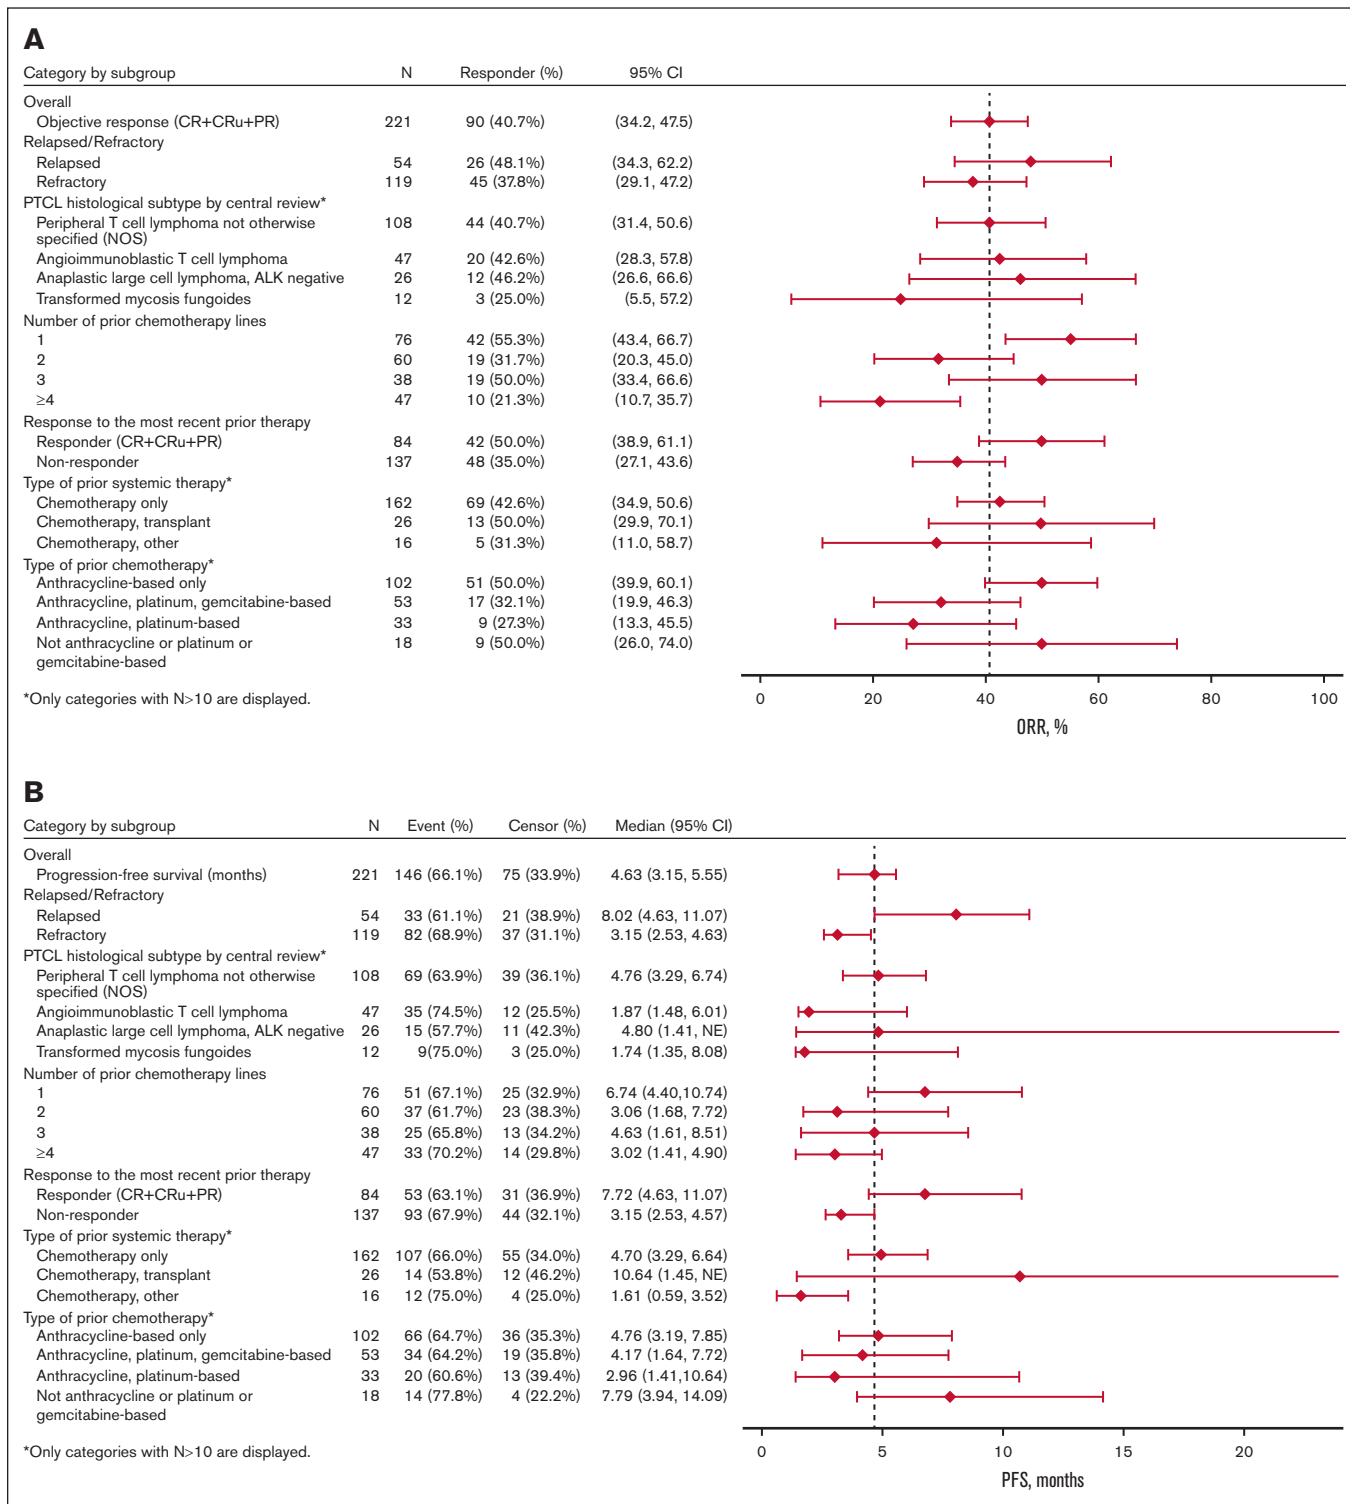 A
Category by subgroup N Responder (%) 95% CI
Overall
Objective response (CR+CRu+PR) 221 90 (40.7%) (34.2, 47.5)
Relapsed/Refractory
Relapsed 54 26 (48.1%) (34.3, 62.2)
Refractory 119 45 (37.8%) (29.1, 47.2)
PTCL histological subtype by central review*
Peripheral T cell lymphoma not otherwise 108 44 (40.7%) (31.4, 50.6)
specified (NOS)
Angioimmunoblastic T cell lymphoma 47 20 (42.6%) (28.3, 57.8)
Anaplastic large cell lymphoma, ALK negative 26 12 (46.2%) (26.6, 66.6)
Transformed mycosis fungoides 12 3 (25.0%) (5.5, 57.2)
Number of prior chemotherapy lines
1 76 42 (55.3%) (43.4, 66.7)
2 60 19 (31.7%) (20.3, 45.0)
3 38 19 (50.0%) (33.4, 66.6)
≥4 47 10 (21.3%) (10.7, 35.7)
Response to the most recent prior therapy
Responder (CR+CRu+PR) 84 42 (50.0%) (38.9, 61.1)
Non-responder 137 48 (35.0%) (27.1, 43.6)
Type of prior systemic therapy*
Chemotherapy only 162 69 (42.6%) (34.9, 50.6)
Chemotherapy, transplant 26 13 (50.0%) (29.9, 70.1)
Chemotherapy, other 16 5 (31.3%) (11.0, 58.7)
Type of prior chemotherapy*
Anthracycline-based only 102 51 (50.0%) (39.9, 60.1)
Anthracycline, platinum, gemcitabine-based 53 17 (32.1%) (19.9, 46.3)
Anthracycline, platinum-based 33 9 (27.3%) (13.3, 45.5)
Not anthracycline or platinum or 18 9 (50.0%) (26.0, 74.0)
gemcitabine-based
*Only categories with N>10 are displayed.
0 20 40 60 80 100
ORR, %
B
Category by subgroup N Event (%) Censor (%) Median (95% CI)
Overall
Progression-free survival (months) 221 146 (66.1%) 75 (33.9%) 4.63 (3.15, 5.55)
Relapsed/Refractory
Relapsed 54 33 (61.1%) 21 (38.9%) 8.02 (4.63, 11.07)
Refractory 119 82 (68.9%) 37 (31.1%) 3.15 (2.53, 4.63)
PTCL histological subtype by central review*
Peripheral T cell lymphoma not otherwise 108 69 (63.9%) 39 (36.1%) 4.76 (3.29, 6.74)
specified (NOS)
Angioimmunoblastic T cell lymphoma 47 35 (74.5%) 12 (25.5%) 1.87 (1.48, 6.01)
Anaplastic large cell lymphoma, ALK negative 26 15 (57.7%) 11 (42.3%) 4.80 (1.41, NE)
Transformed mycosis fungoides 12 9(75.0%) 3 (25.0%) 1.74 (1.35, 8.08)
Number of prior chemotherapy lines
1 76 51 (67.1%) 25 (32.9%) 6.74 (4.40,10.74)
2 60 37 (61.7%) 23 (38.3%) 3.06 (1.68, 7.72)
3 38 25 (65.8%) 13 (34.2%) 4.63 (1.61, 8.51)
≥4 47 33 (70.2%) 14 (29.8%) 3.02 (1.41, 4.90)
Response to the most recent prior therapy
Responder (CR+CRu+PR) 84 53 (63.1%) 31 (36.9%) 7.72 (4.63, 11.07)
Non-responder 137 93 (67.9%) 44 (32.1%) 3.15 (2.53, 4.57)
Type of prior systemic therapy*
Chemotherapy only 162 107 (66.0%) 55 (34.0%) 4.70 (3.29, 6.64)
Chemotherapy, transplant 26 14 (53.8%) 12 (46.2%) 10.64 (1.45, NE)
Chemotherapy, other 16 12 (75.0%) 4 (25.0%) 1.61 (0.59, 3.52)
Type of prior chemotherapy*
Anthracycline-based only 102 66 (64.7%) 36 (35.3%) 4.76 (3.19, 7.85)
Anthracycline, platinum, gemcitabine-based 53 34 (64.2%) 19 (35.8%) 4.17 (1.64, 7.72)
Anthracycline, platinum-based 33 20 (60.6%) 13 (39.4%) 2.96 (1.41,10.64)
Not anthracycline or platinum or 18 14 (77.8%) 4 (22.2%) 7.79 (3.94, 14.09)
gemcitabine-based
*Only categories with N>10 are displayed.
0 5 10 15 20
PFS, months